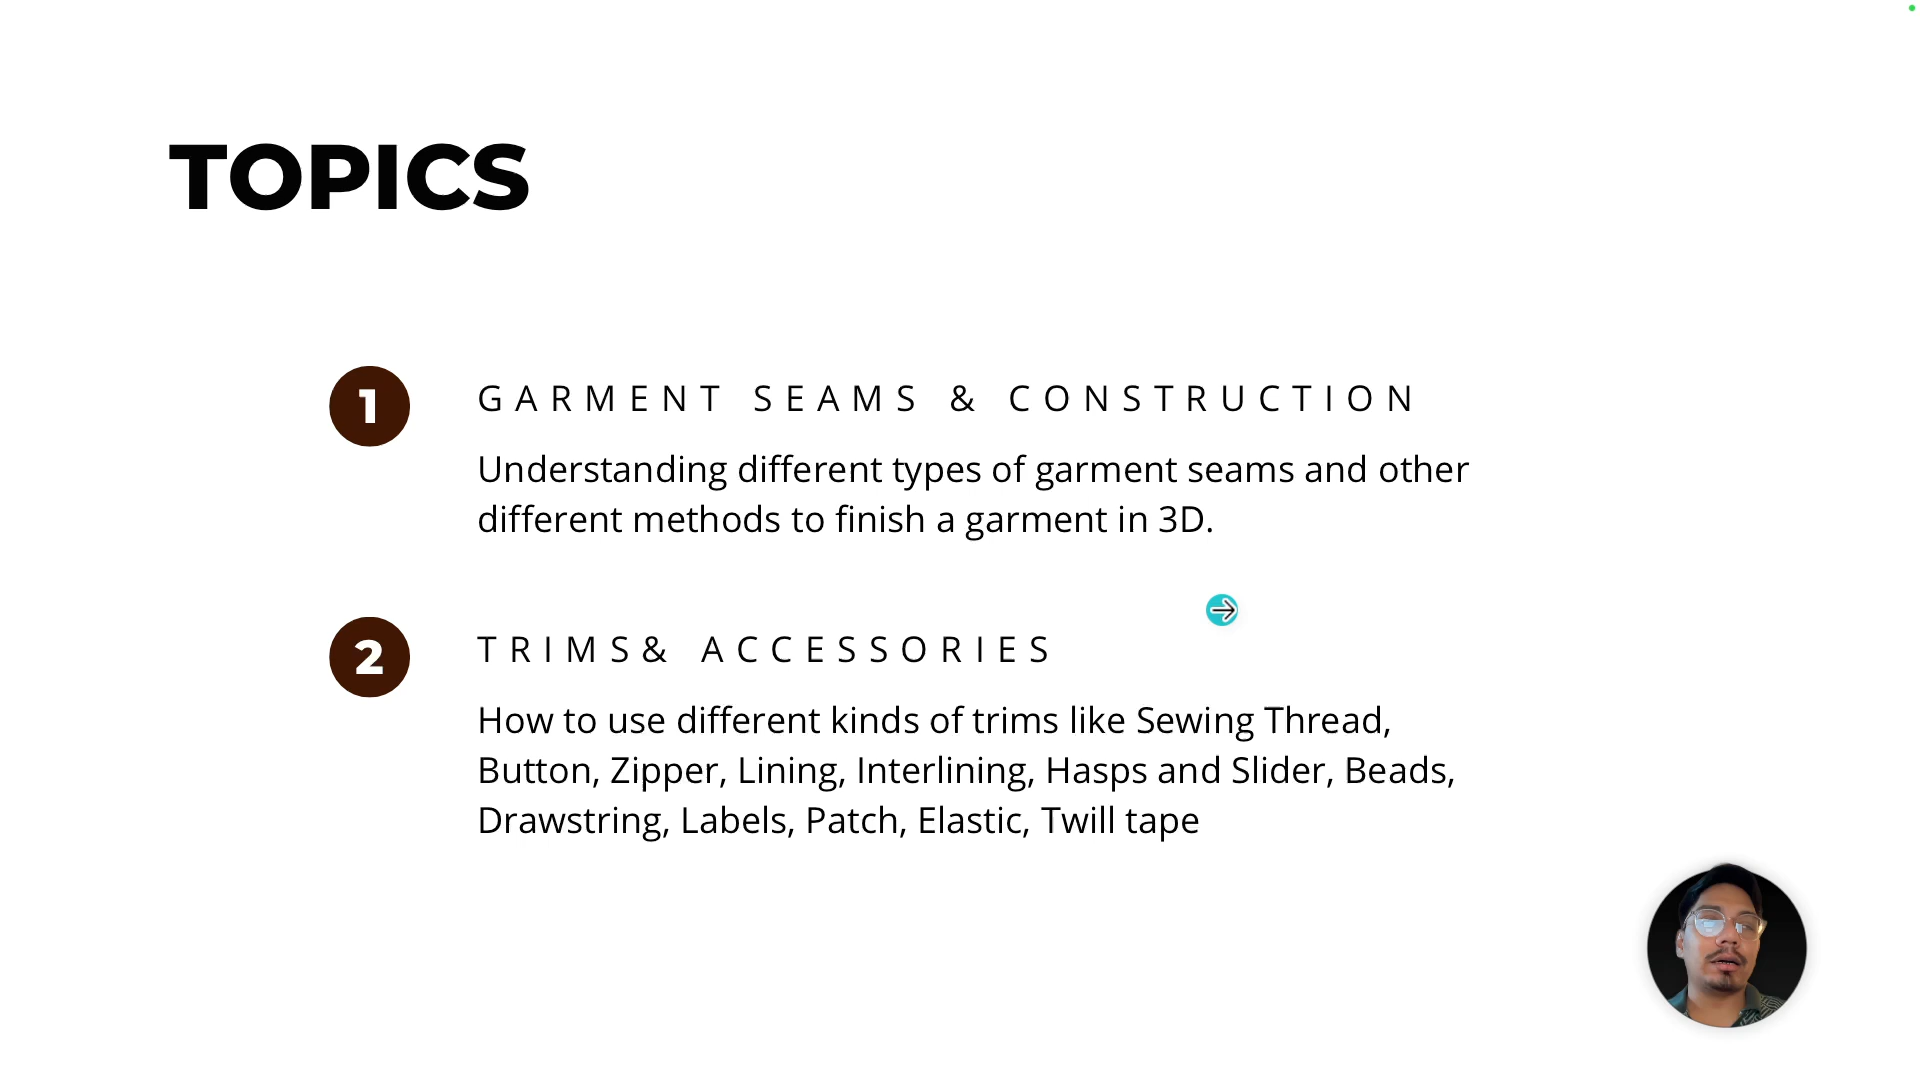 TOPICS
1
GARMENT SEAMS & CONSTRUCTION
Understanding different types of garment seams and other
different methods to finish a garment in 3D.
2
TRIMS& ACCESSORIES
How to use different kinds of trims like Sewing Thread,
Button, Zipper, Lining, Interlining, Hasps and Slider, Beads,
Drawstring, Labels, Patch, Elastic, Twill tape